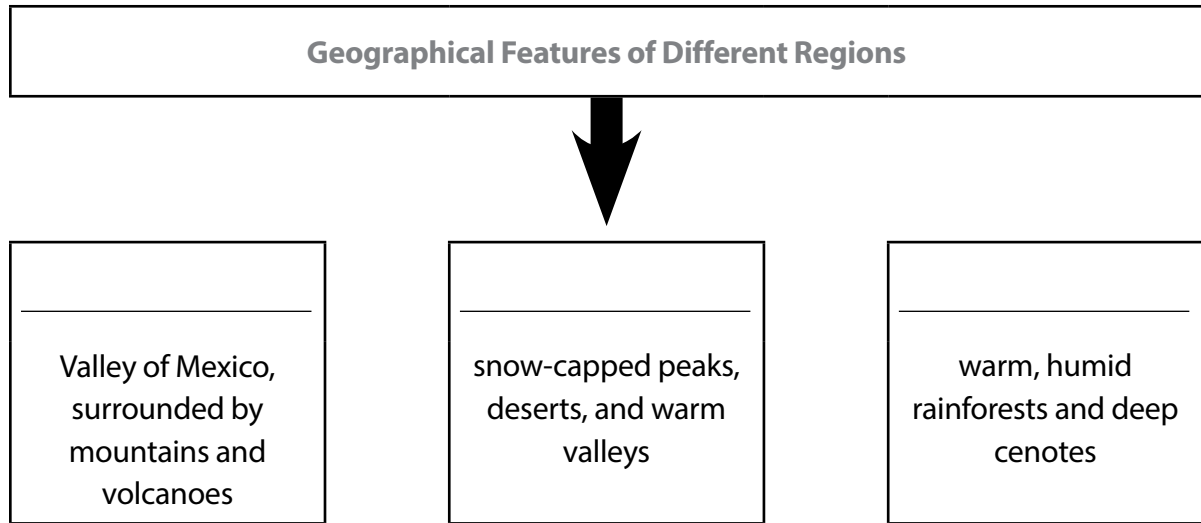 Geographical Features of Different Regions
Valley of Mexico,
surrounded by
mountains and
volcanoes
snow-capped peaks,
deserts, and warm
valleys
warm, humid
rainforests and deep
cenotes